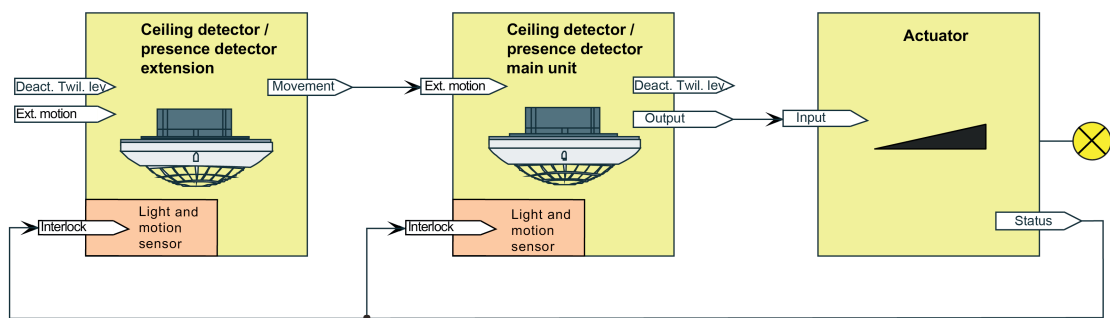 Ceiling detector /
presence detector
extension
Deact. Twil. lev
Ext. motion
Movement
Interlock
Light and
motion
sensor
Ceiling detector /
presence detector
main unit
Ext. motion
Deact. Twil. lev
Output
Interlock
Light and
motion
sensor
Actuator
Input
Status